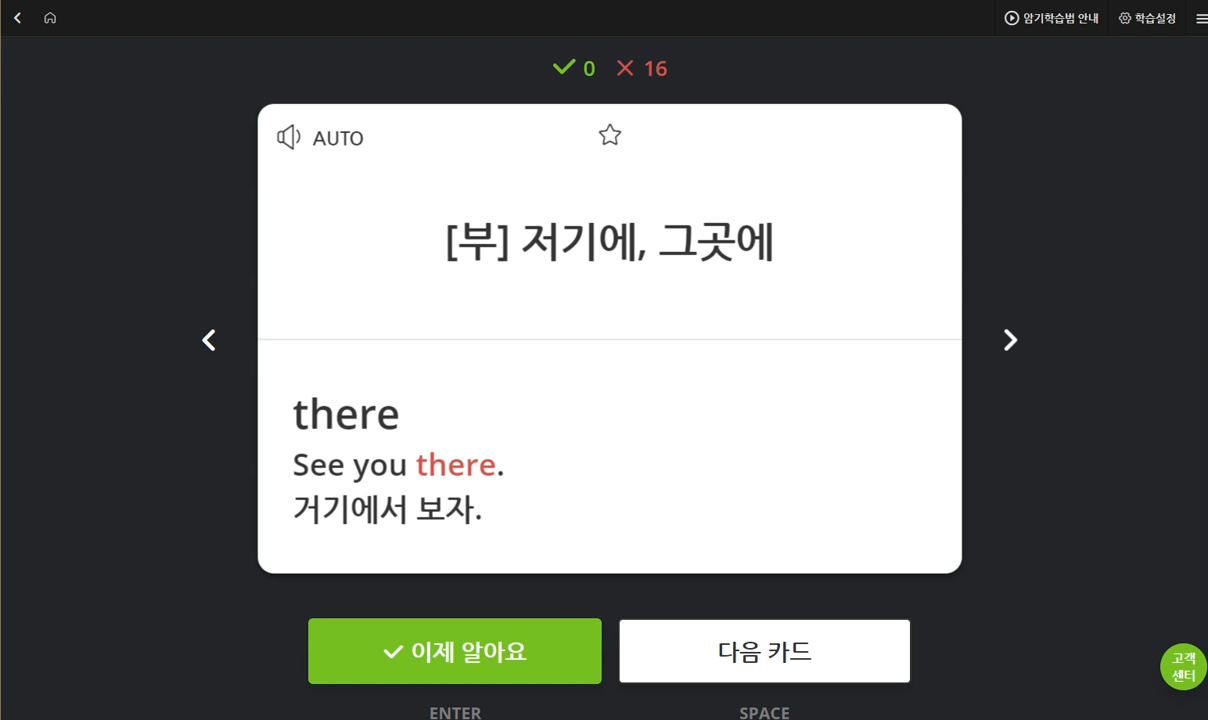 암기학습법 안내
학습설정
0
16
AUTO
[부] 저기에, 그곳에
there
See you there.
거기에서 보자.
이제 알아요
다음 카드
고객
센터
ENTER
SPACE